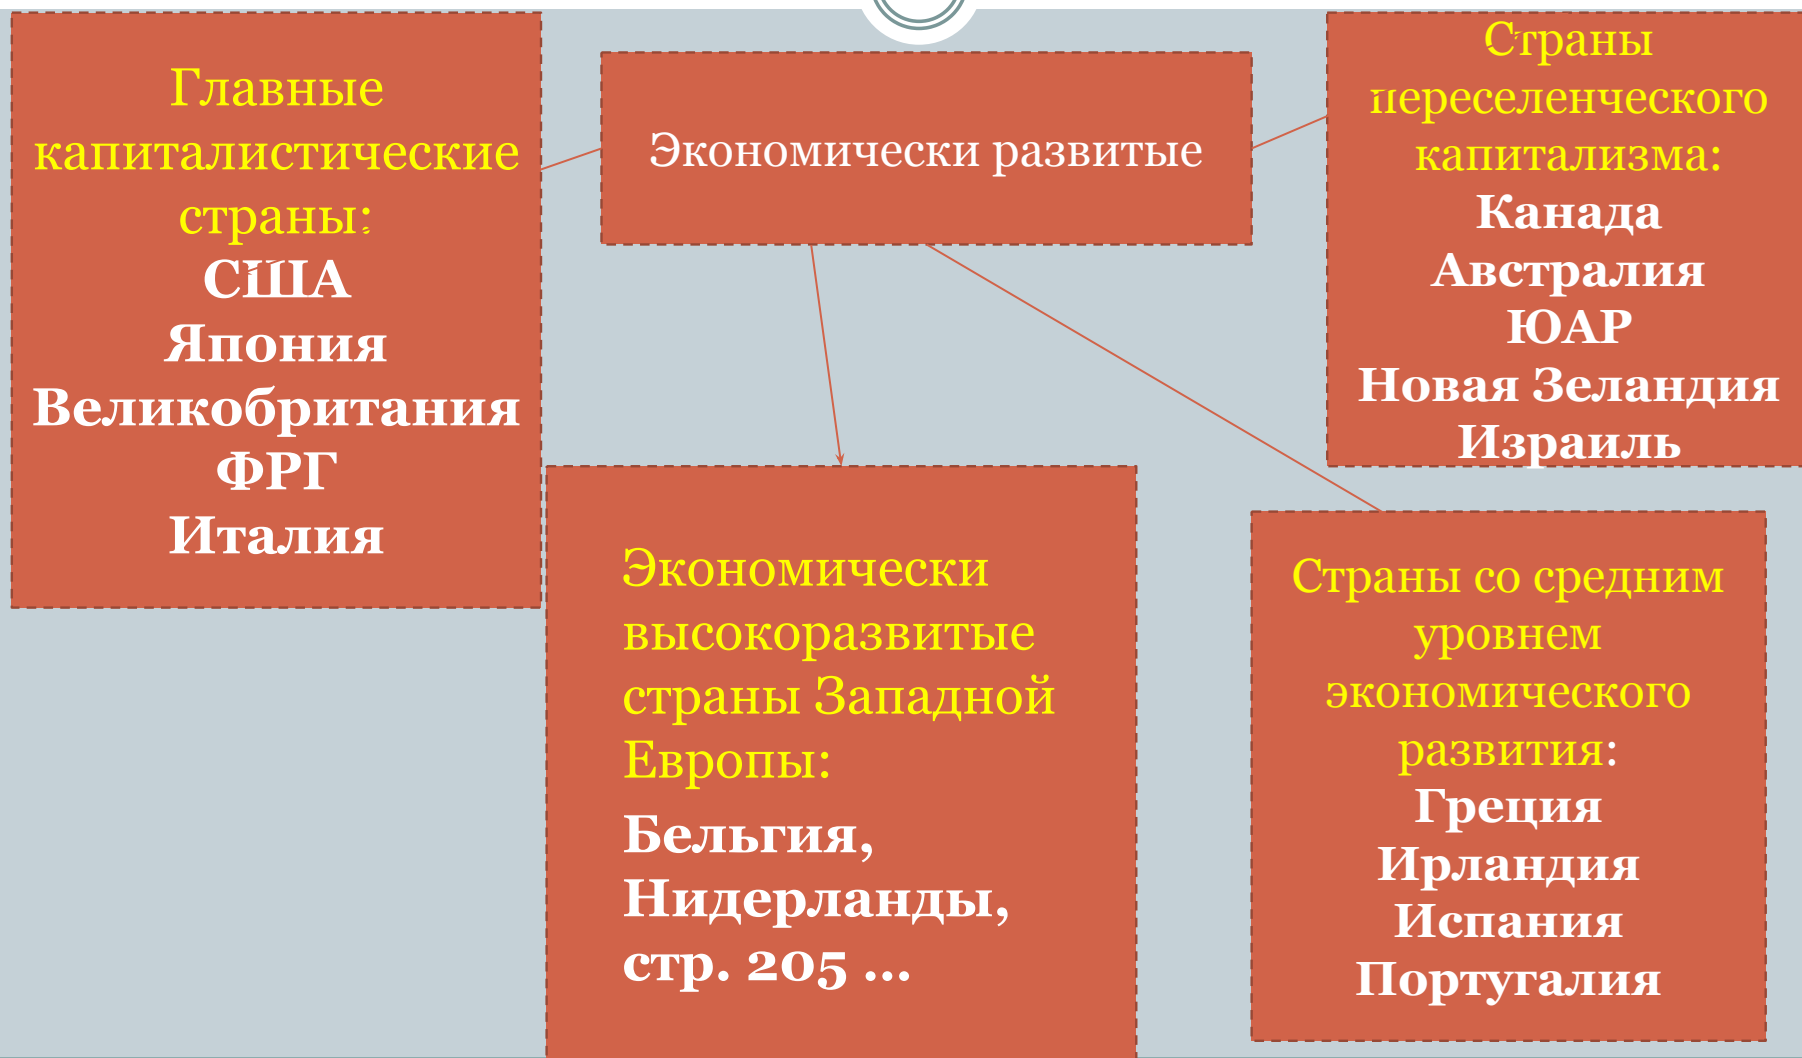 Главные
капиталистические
страны:
США
Япония
Великобритания
ФРГ
Италия
Экономически развитые
Страны
переселенческого
капитализма:
Канада
Австралия
ЮАР
Новая Зеландия
Израиль
Экономически
высокоразвитые
страны Западной
Европы:
Бельгия,
Нидерланды,
стр. 205 ...
Страны со средним
уровнем
экономического
развития:
Греция
Ирландия
Испания
Португалия